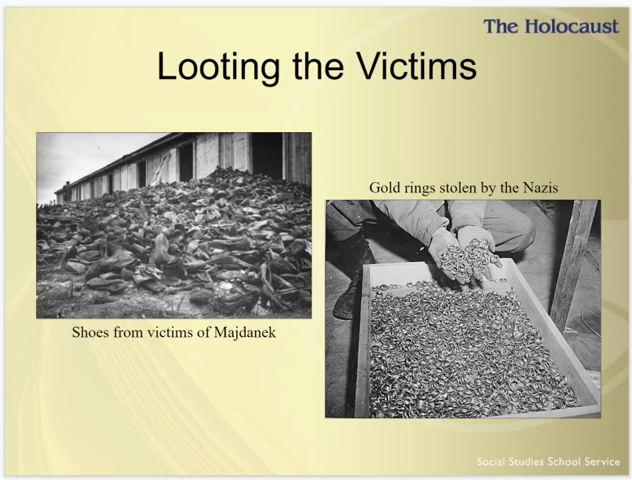 The Holocaust
Looting the Victims
Gold rings stolen by the Nazis
Shoes from victims of Majdanek
Social Studies School Service